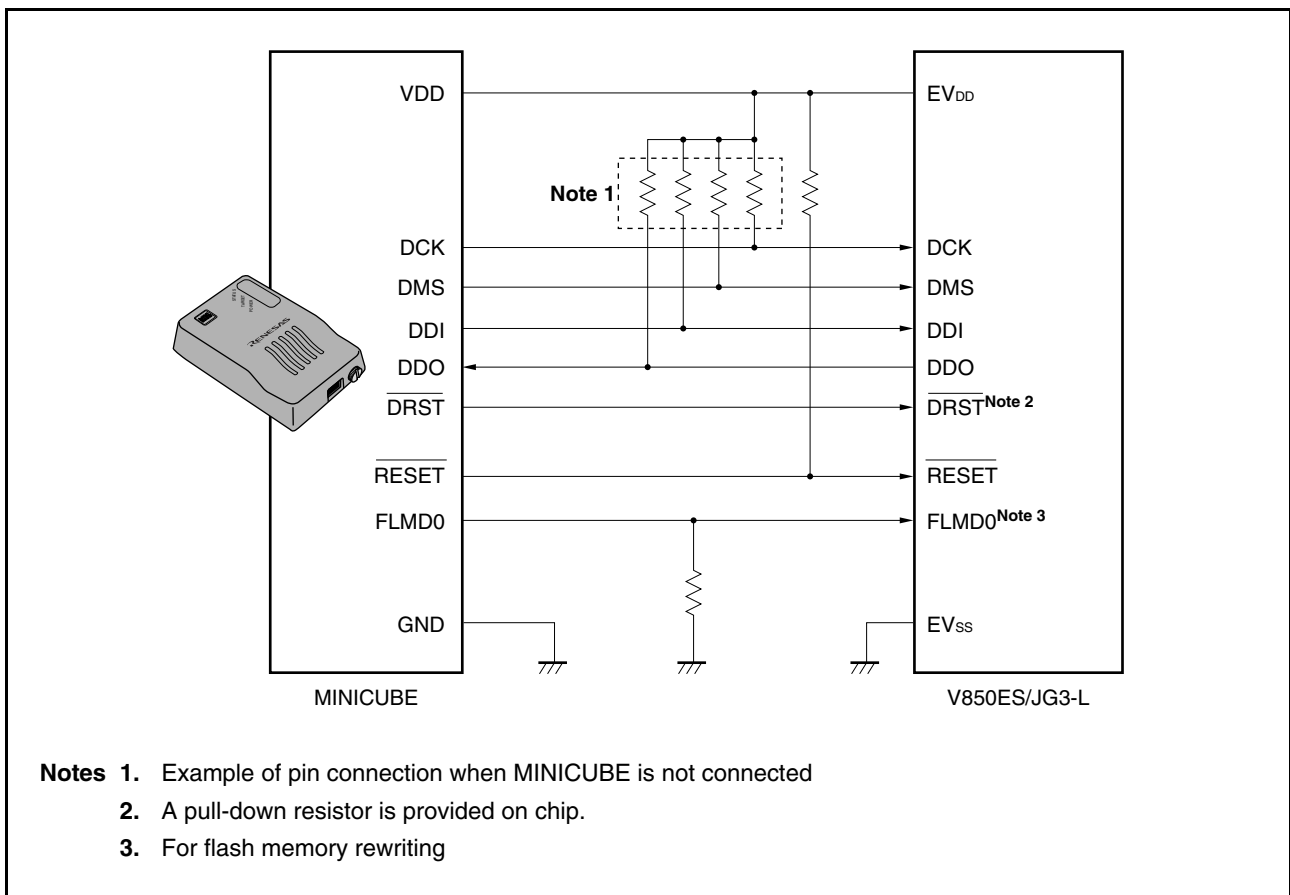 VDD
EVDD
Note 1
DCK
DCK
DMS
DMS
DDI
DDI
DDO
DDO
DRST
DRSTNote 2
RESET
RESET
FLMD0
FLMD0Note 3
GND
EVSS
RENESAS
MINICUBE
V850ES/JG3-L
Notes 1. Example of pin connection when MINICUBE is not connected
2. A pull-down resistor is provided on chip.
3. For flash memory rewriting